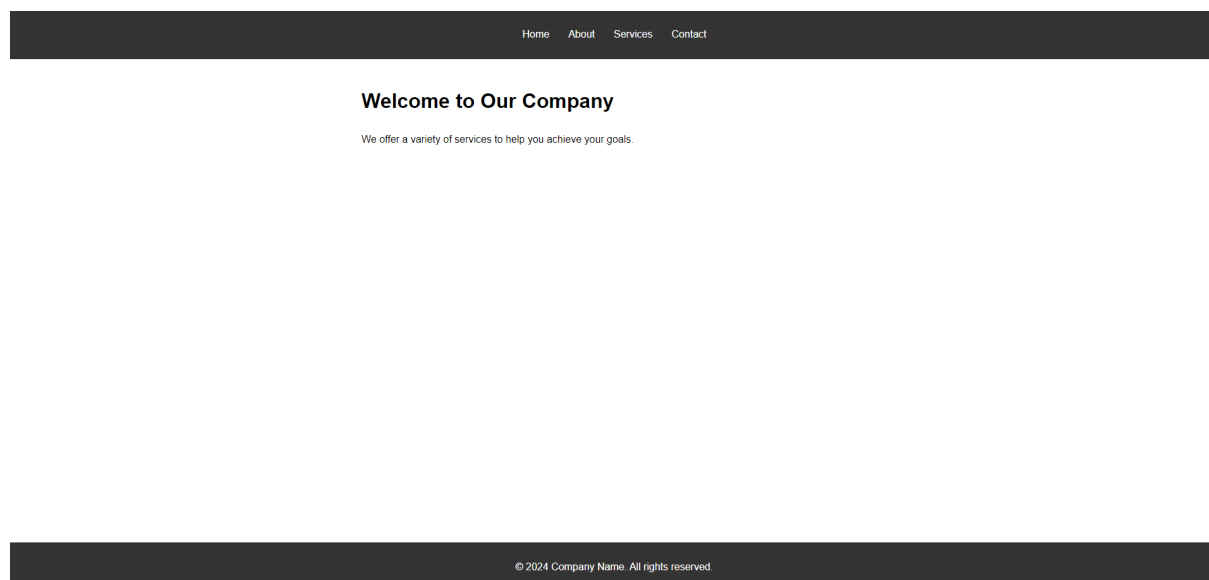 Home About Services Contact
Welcome to Our Company
We offer a variety of services to help you achieve your goals.
© 2024 Company Name. All rights reserved.